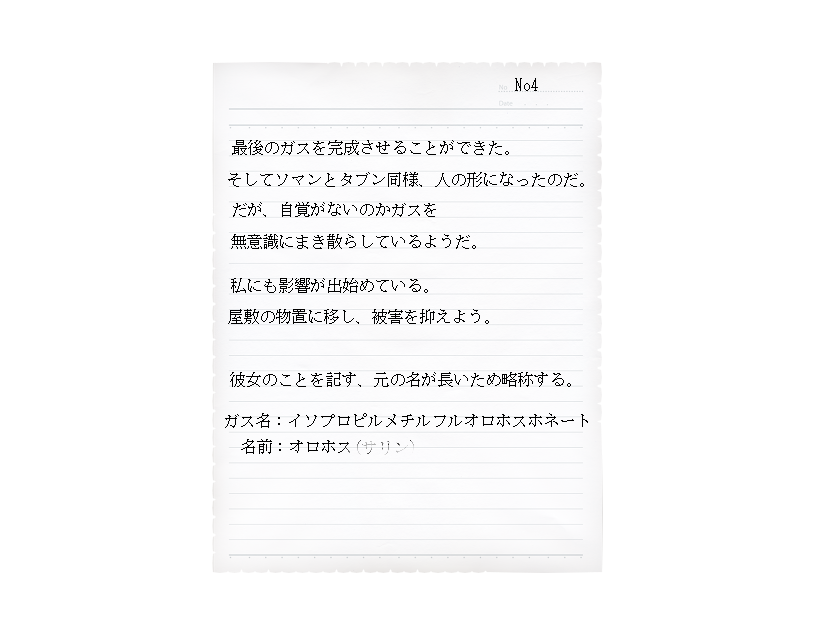 No. No4
Date . . .
最後のガスを完成させることができた。
そしてソマンとタブン同様、人の形になったのだ。
だが、自覚がないのかガスを
無意識にまき散らしているようだ。
私にも影響が出始めている。
屋敷の物置に移し、被害を抑えよう。
彼女のことを記す、元の名が長いため略称する。
ガス名：イソプロピルメチルフルオロホスホネート
名前：オロホス(サリン)